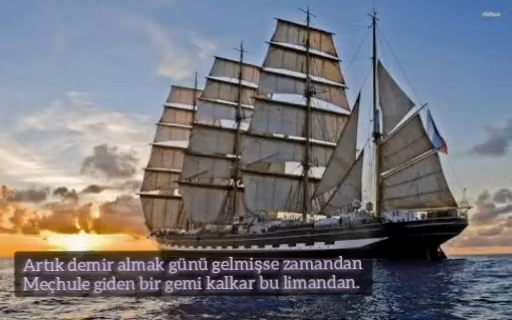 Artık demir almak günü gelmişse zamandan
Meçhule giden bir gemi kalkar bu limandan.